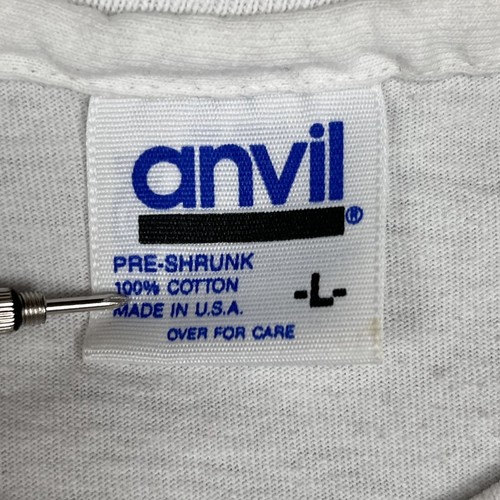 anvil®
PRE-SHRUNK
100% COTTON
MADE IN U.S.A.
-L-
OVER FOR CARE